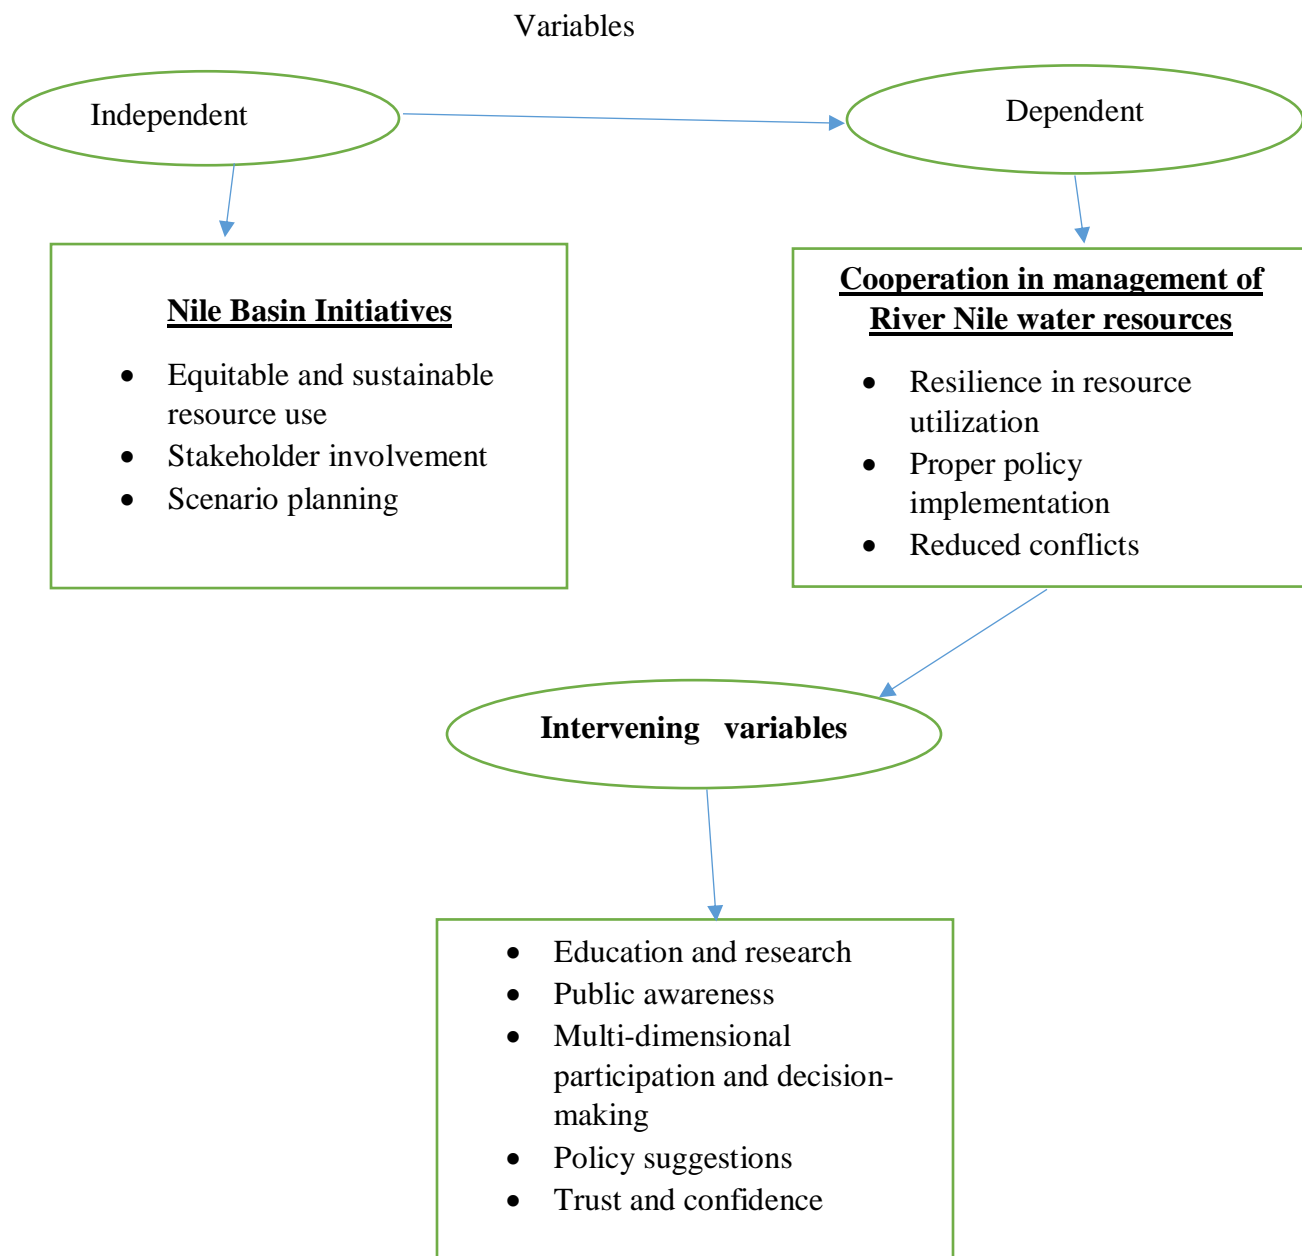 Variables
Independent
Dependent
Nile Basin Initiatives
• Equitable and sustainable
resource use
• Stakeholder involvement
• Scenario planning
Cooperation in management of
River Nile water resources
• Resilience in resource
utilization
• Proper policy
implementation
• Reduced conflicts
Intervening variables
• Education and research
• Public awareness
• Multi-dimensional
participation and decision-
making
• Policy suggestions
• Trust and confidence